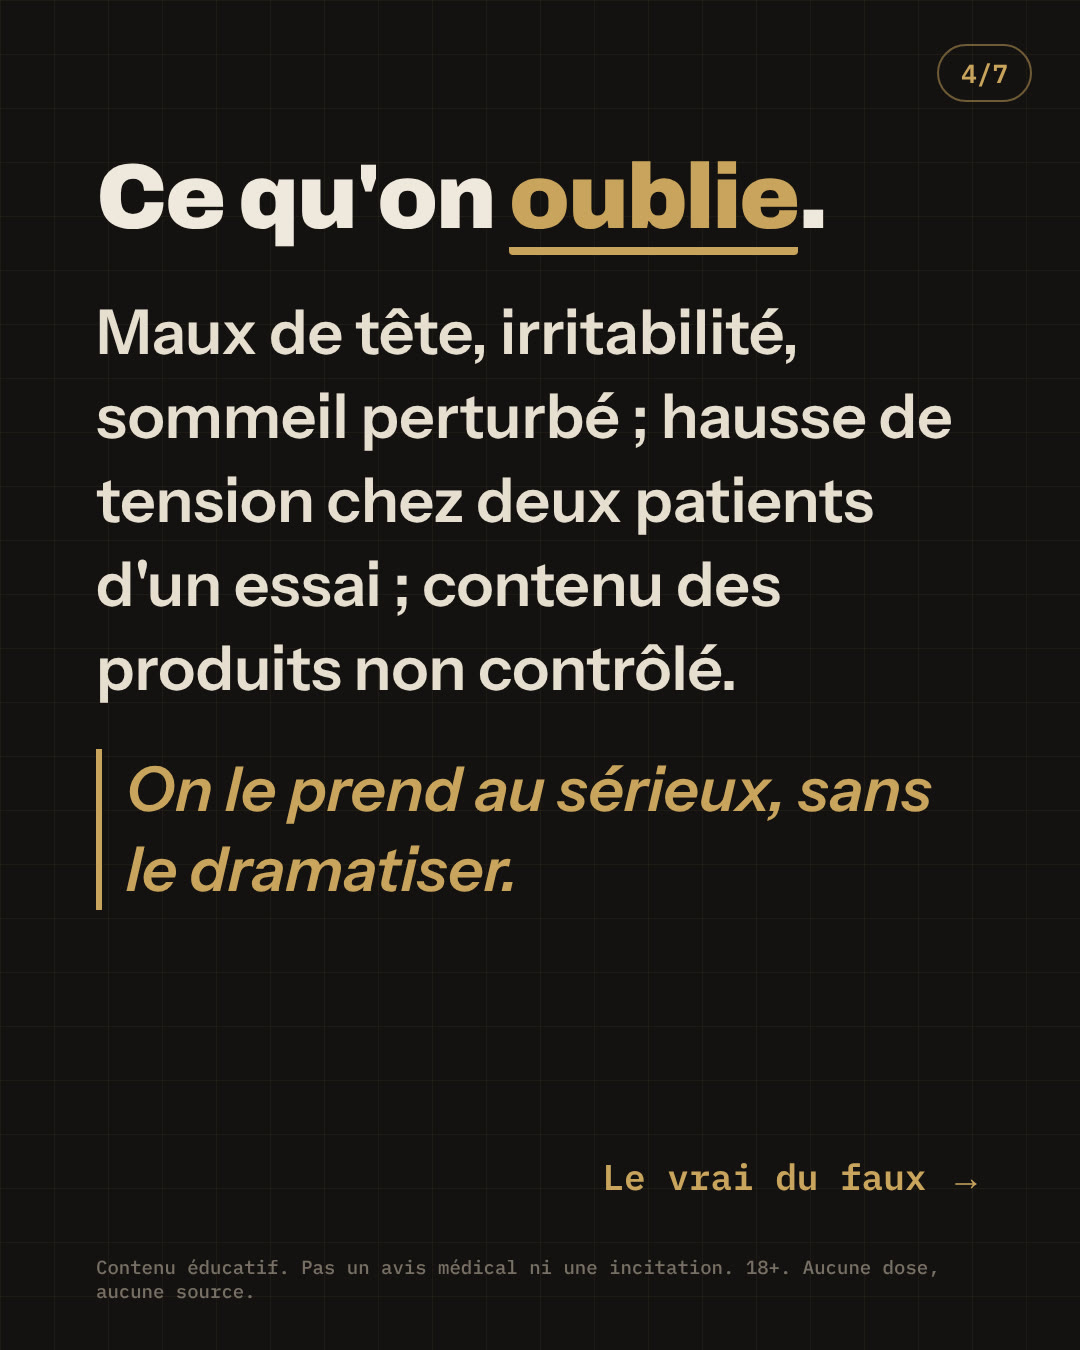 4/7
Ce qu'on oublie.
Maux de tête, irritabilité,
sommeil perturbé ; hausse de
tension chez deux patients
d'un essai ; contenu des
produits non contrôlé.
On le prend au sérieux, sans
le dramatiser.
Le vrai du faux →
Contenu éducatif. Pas un avis médical ni une incitation. 18+. Aucune dose,
aucune source.